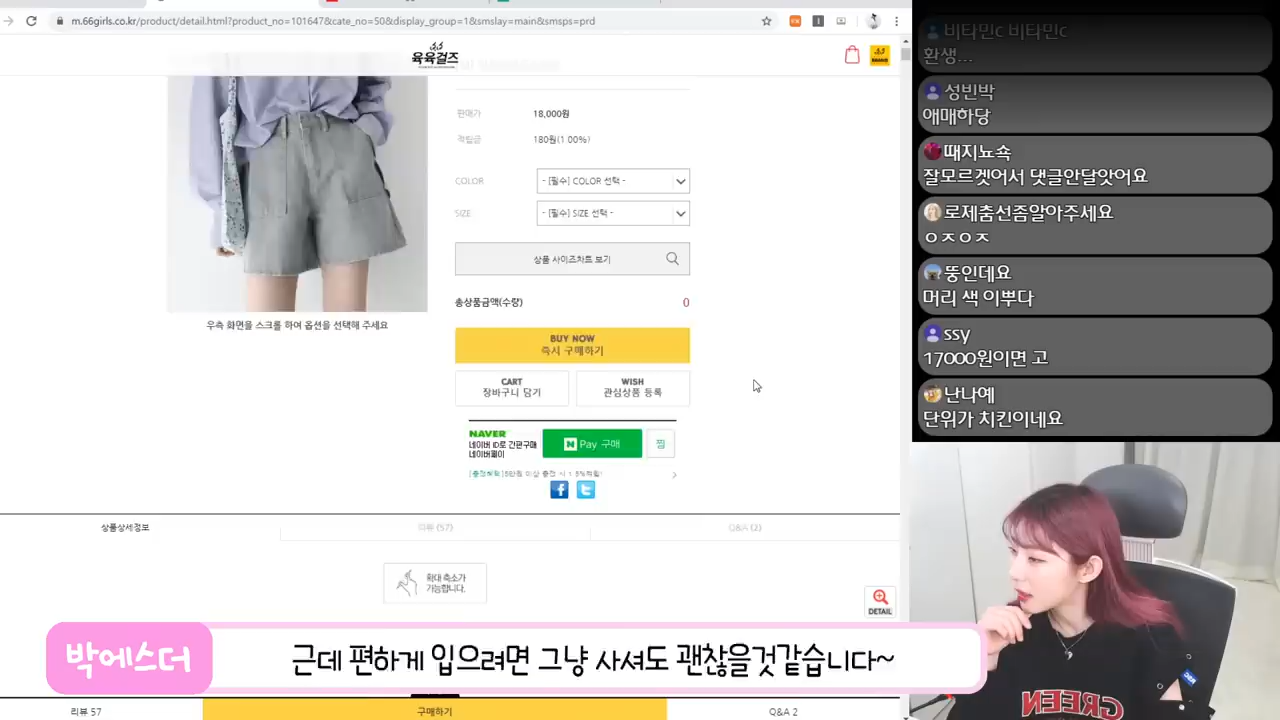 m.66girls.co.kr/product/detail.html?product_no=101647&cate_no=50&display_group=1&smslay=main&smsps=prd
육육걸즈
판매가 18,000원
적립금 180원(1.00%)
COLOR - [필수] COLOR 선택 -
SIZE - [필수] SIZE 선택 -
상품 사이즈차트 보기
총상품금액(수량) 0
우측 화면을 스크롤 하여 옵션을 선택해 주세요
BUY NOW
즉시 구매하기
CART
장바구니 담기
WISH
관심상품 등록
NAVER
네이버 ID로 간편구매
네이버페이
N Pay 구매
찜
상품상세정보
리뷰 (57)
Q&A (2)
확대 축소가
가능합니다.
DETAIL
리뷰 57
구매하기
Q&A 2
비타민c 비타민c
환생...
성빈박
애매하당
때지뇨쇽
잘모르겟어서 댓글안달앗어요
로제춤선좀알아주세요
ㅇㅈㅇㅈ
뚱인데요
머리 색 이뿌다
ssy
17000원이면 고
난나예
단위가 치킨이네요
박에스더
근데 편하게 입으려면 그냥 사셔도 괜찮을것같습니다~
GREEN